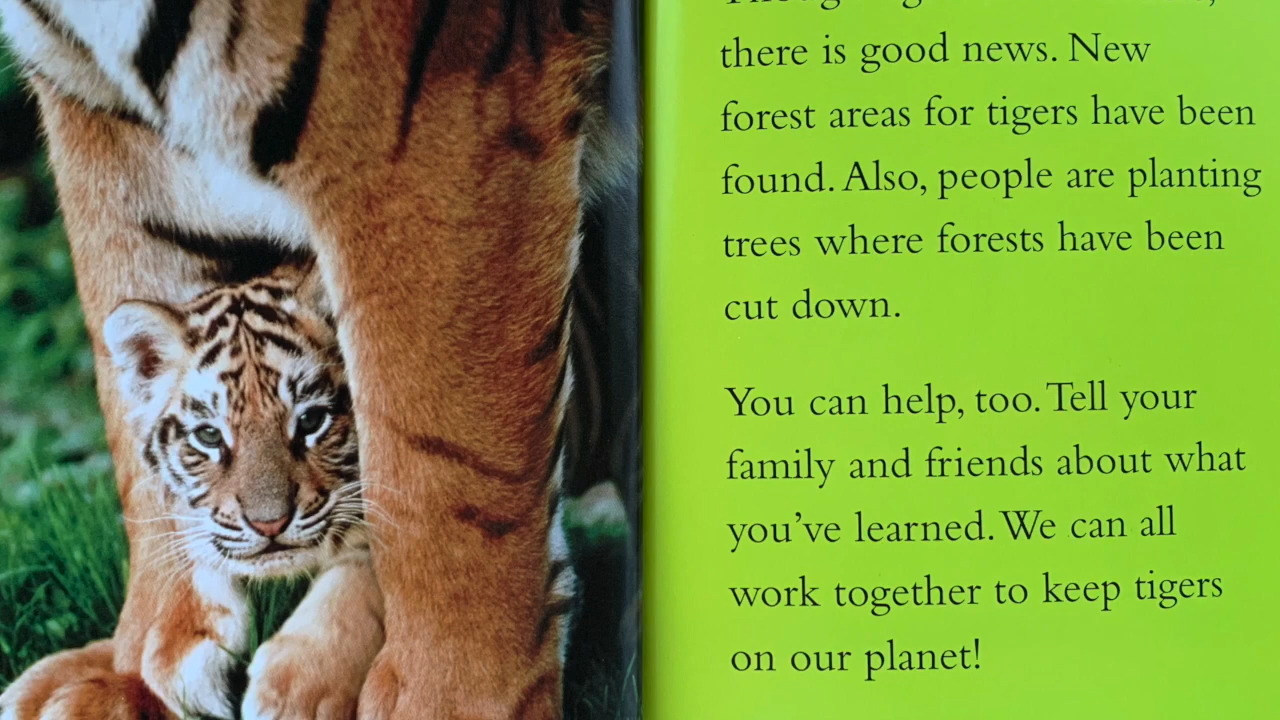 there is good news. New
forest areas for tigers have been
found. Also, people are planting
trees where forests have been
cut down.
You can help, too. Tell your
family and friends about what
you've learned. We can all
work together to keep tigers
on our planet!